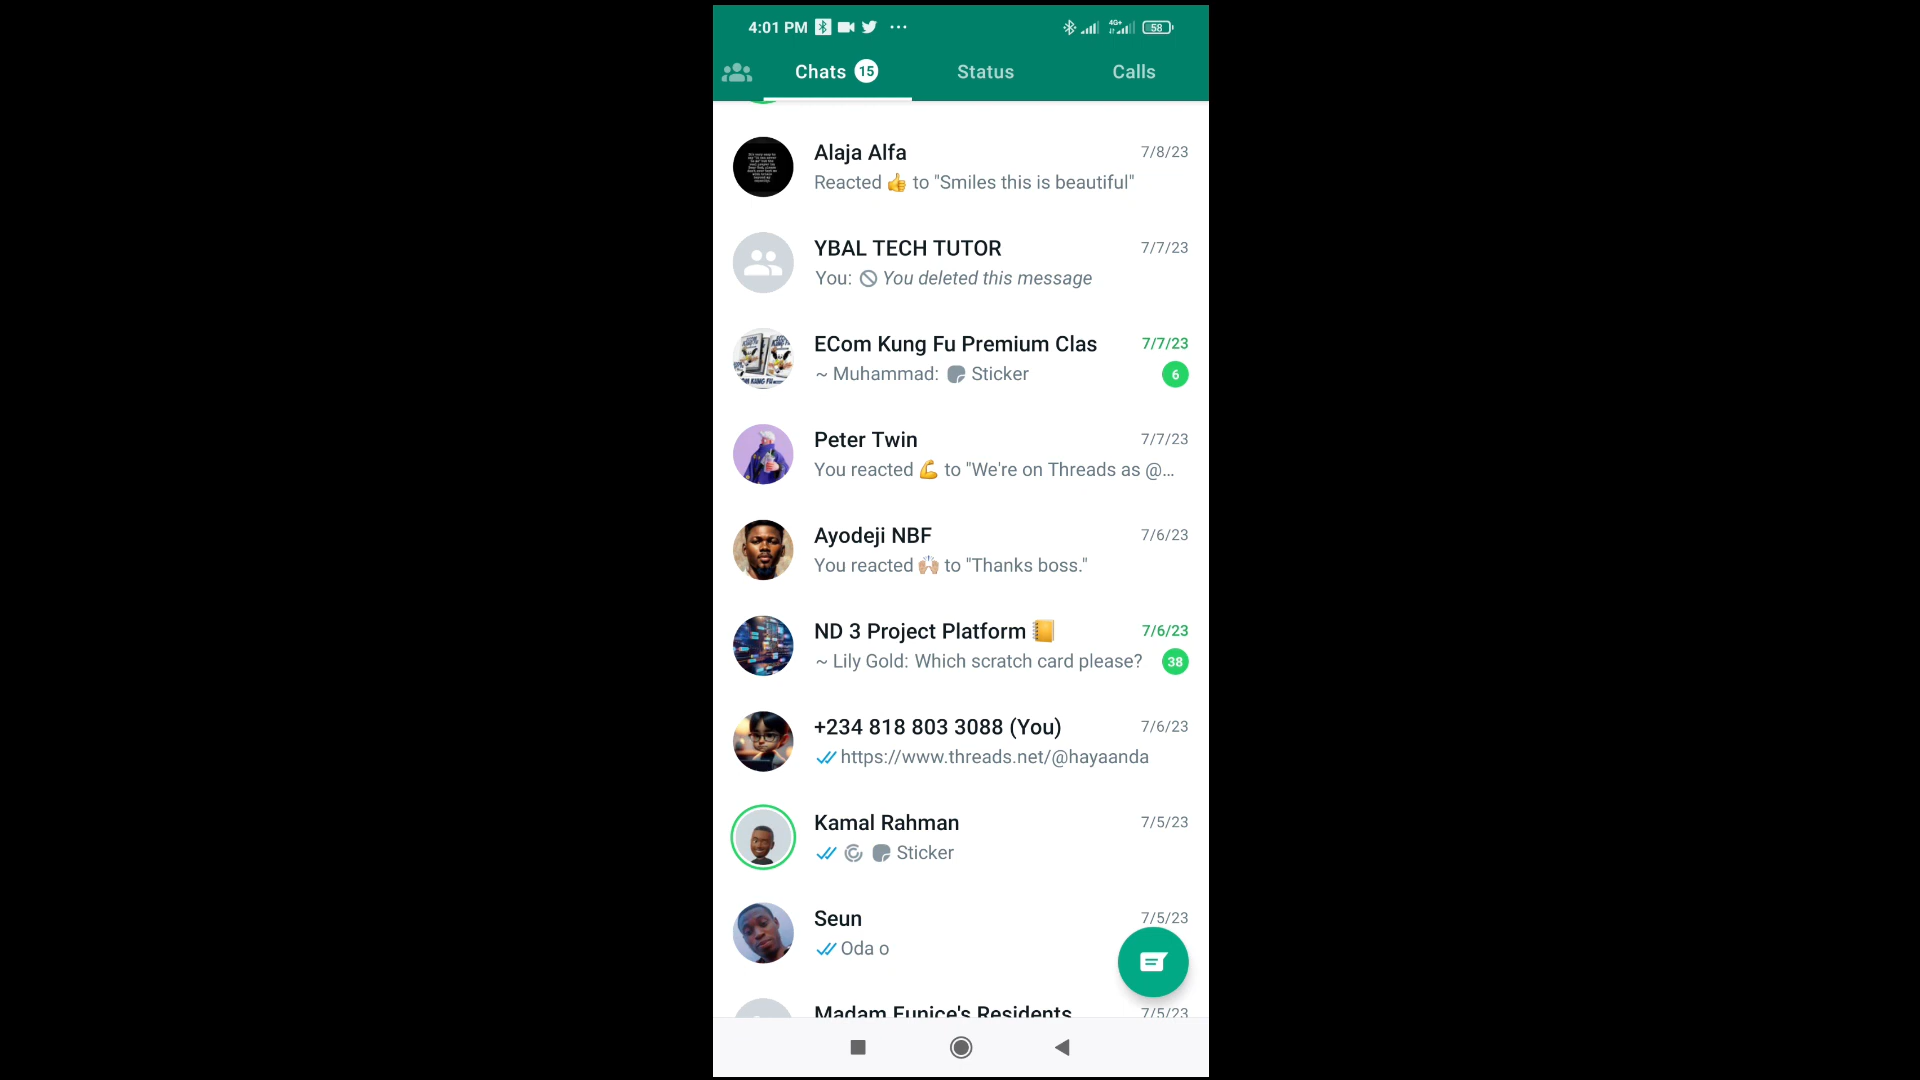 4:01 PM
4G+
58
Chats 15
Status
Calls
Alaja Alfa
7/8/23
Reacted 👍 to "Smiles this is beautiful"
YBAL TECH TUTOR
7/7/23
You: You deleted this message
ECom Kung Fu Premium Clas
7/7/23
~ Muhammad: Sticker
6
Peter Twin
7/7/23
You reacted 💪 to "We're on Threads as @...
Ayodeji NBF
7/6/23
You reacted 🙌🏼 to "Thanks boss."
ND 3 Project Platform 📒
7/6/23
~ Lily Gold: Which scratch card please?
38
+234 818 803 3088 (You)
7/6/23
https://www.threads.net/@hayaanda
Kamal Rahman
7/5/23
Sticker
Seun
7/5/23
Oda o
Madam Eunice's Residents
7/5/23